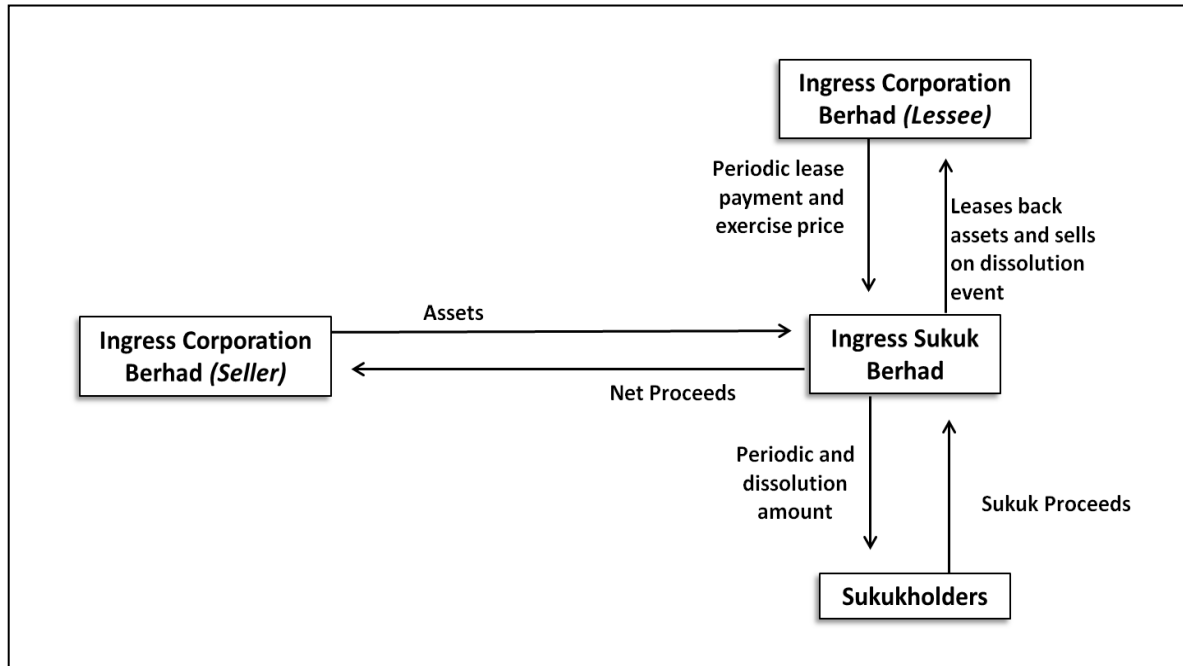 Ingress Corporation
Berhad (Lessee)
Periodic lease
payment and
exercise price
Leases back
assets and sells
on dissolution
event
Assets
Ingress Corporation
Berhad (Seller)
Ingress Sukuk
Berhad
Net Proceeds
Periodic and
dissolution
amount
Sukuk Proceeds
Sukukholders